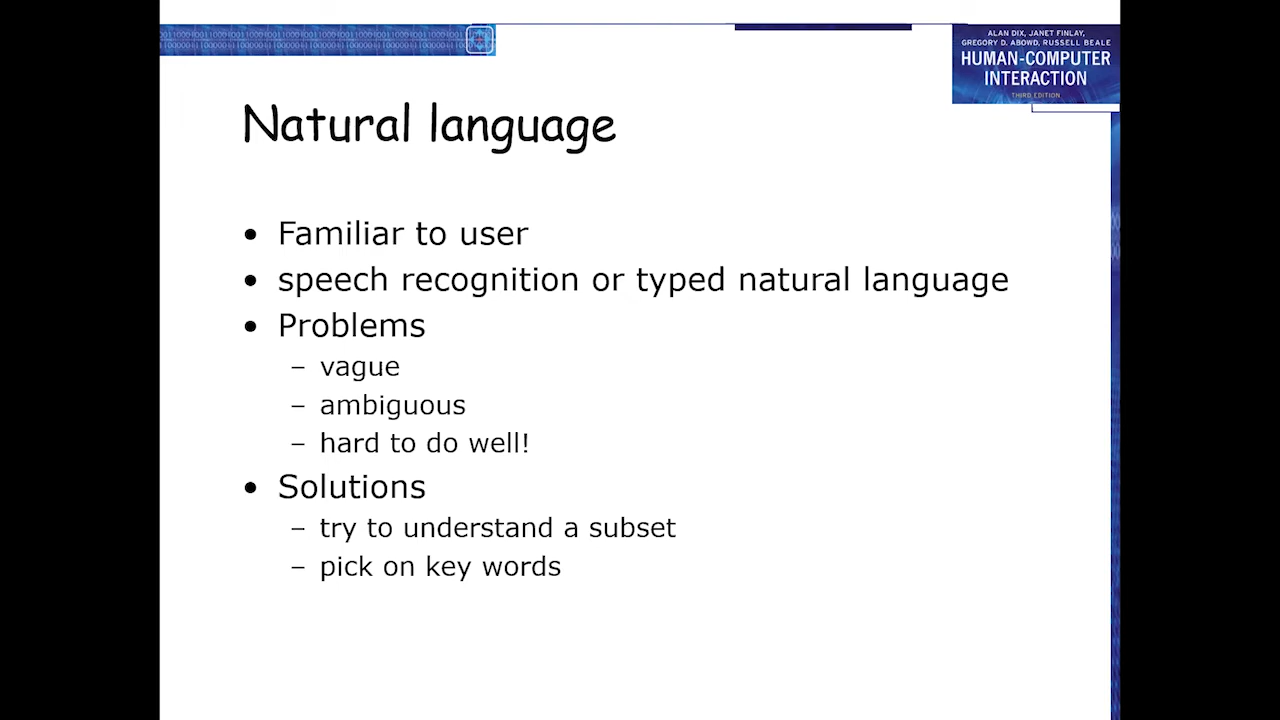 ALAN DIX, JANET FINLAY,
GREGORY D. ABOWD, RUSSELL BEALE
HUMAN-COMPUTER
INTERACTION
THIRD EDITION
Natural language
• Familiar to user
• speech recognition or typed natural language
• Problems
– vague
– ambiguous
– hard to do well!
• Solutions
– try to understand a subset
– pick on key words